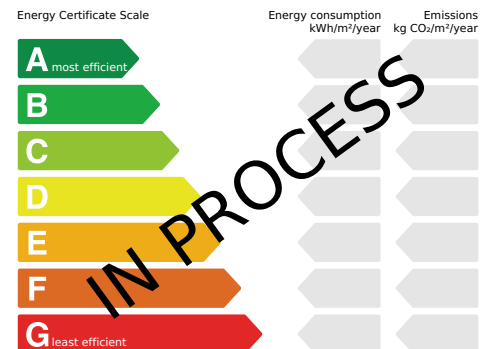 Energy Certificate Scale
Energy consumption
kWh/m²/year
Emissions
kg CO₂/m²/year
A most efficient
B
C
D
E
F
G least efficient
IN PROCESS